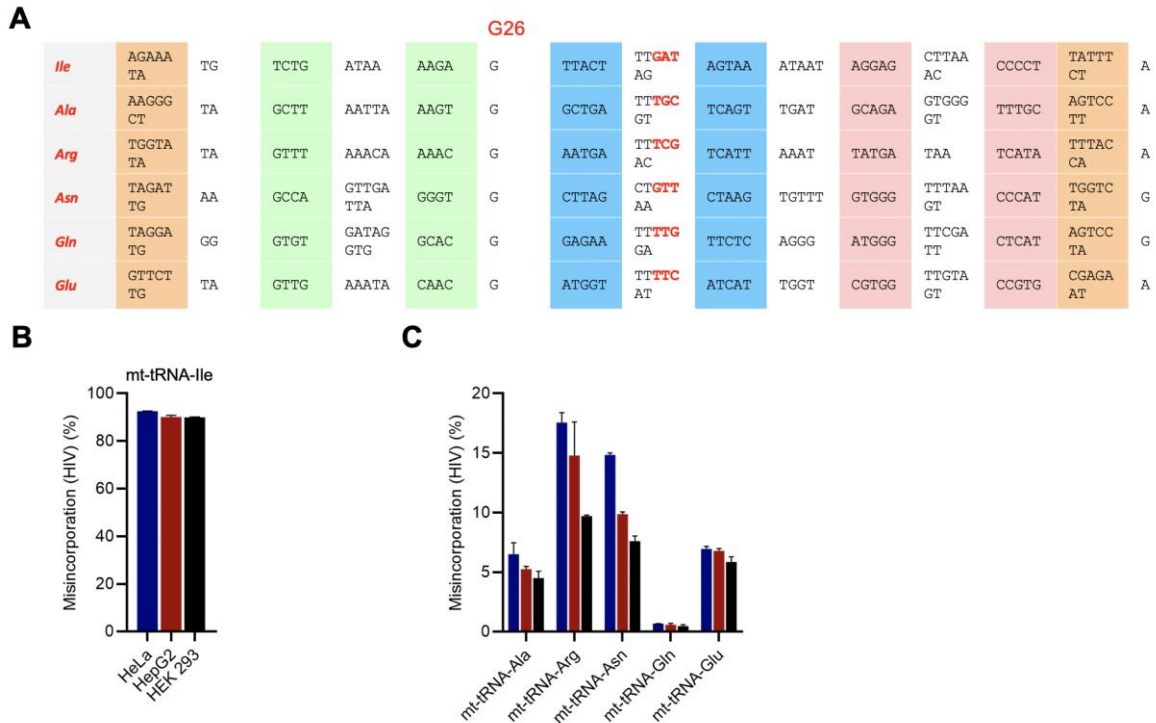 A
G26
Ile AGAAA TG TCTG ATAA AAGA G TTACT TTGAT AGTAA ATAAT AGGAG CTTAA CCCCT TATTT A
TA AG AC CT
Ala AAGGG TA GCTT AATTA AAGT G GCTGA TTTGC TCAGT TGAT GCAGA GTGGG TTTGC AGTCC A
CT GT GT TT
Arg TGGTA TA GTTT AAACA AAAC G AATGA TTTCG TCATT AAAT TATGA TAA TCATA TTTAC A
TA AC CA
Asn TAGAT AA GCCA GTTGA GGGT G CTTAG CTGTT CTAAG TGTTT GTGGG TTTAA CCCAT TGGTC G
TG TTA AA GT TA
Gln TAGGA GG GTGT GATAG GCAC G GAGAA TTTTG TTCTC AGGG ATGGG TTCGA CTCAT AGTCC G
TG GTG GA TT TA
Glu GTTCT TA GTTG AAATA CAAC G ATGGT TTTTC ATCAT TGGT CGTGG TTGTA CCGTG CGAGA A
TG AT GT AT
B
mt-tRNA-Ile
Misincorporation (HIV) (%)
100
80
60
40
20
0
HeLa
HepG2
HEK 293
C
Misincorporation (HIV) (%)
20
15
10
5
0
mt-tRNA-Ala
mt-tRNA-Arg
mt-tRNA-Asn
mt-tRNA-Gln
mt-tRNA-Glu